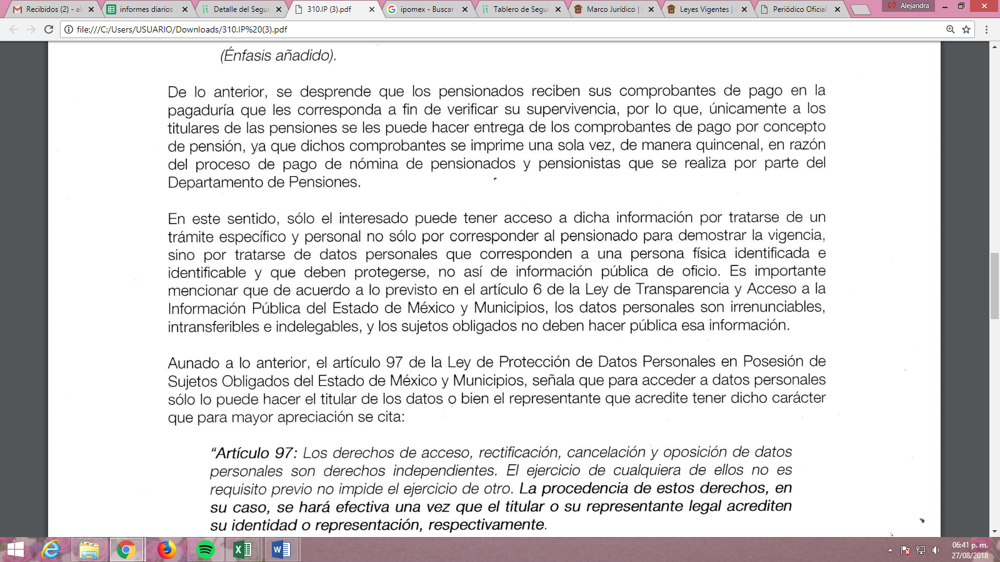 Recibidos (2) - al
informes diarios
Detalle del Segui
310.IP (3).pdf
ipomex - Buscar
Tablero de Segui
Marco Jurídico |
Leyes Vigentes |
Periódico Oficial
Alejandra
file:///C:/Users/USUARIO/Downloads/310.IP%20(3).pdf
(Énfasis añadido).
De lo anterior, se desprende que los pensionados reciben sus comprobantes de pago en la
pagaduría que les corresponda a fin de verificar su supervivencia, por lo que, únicamente a los
titulares de las pensiones se les puede hacer entrega de los comprobantes de pago por concepto
de pensión, ya que dichos comprobantes se imprime una sola vez, de manera quincenal, en razón
del proceso de pago de nómina de pensionados y pensionistas que se realiza por parte del
Departamento de Pensiones.
En este sentido, sólo el interesado puede tener acceso a dicha información por tratarse de un
trámite específico y personal no sólo por corresponder al pensionado para demostrar la vigencia,
sino por tratarse de datos personales que corresponden a una persona física identificada e
identificable y que deben protegerse, no así de información pública de oficio. Es importante
mencionar que de acuerdo a lo previsto en el artículo 6 de la Ley de Transparencia y Acceso a la
Información Pública del Estado de México y Municipios, los datos personales son irrenunciables,
intransferibles e indelegables, y los sujetos obligados no deben hacer pública esa información.
Aunado a lo anterior, el artículo 97 de la Ley de Protección de Datos Personales en Posesión de
Sujetos Obligados del Estado de México y Municipios, señala que para acceder a datos personales
sólo lo puede hacer el titular de los datos o bien el representante que acredite tener dicho carácter
que para mayor apreciación se cita:
“Artículo 97: Los derechos de acceso, rectificación, cancelación y oposición de datos
personales son derechos independientes. El ejercicio de cualquiera de ellos no es
requisito previo no impide el ejercicio de otro. La procedencia de estos derechos, en
su caso, se hará efectiva una vez que el titular o su representante legal acrediten
su identidad o representación, respectivamente.
06:41 p. m.
27/08/2018